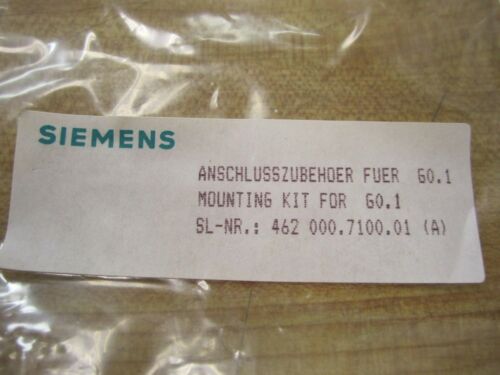 SIEMENS
ANSCHLUSSZUBEHOER FUER G0.1
MOUNTING KIT FOR G0.1
SL-NR.: 462 000.7100.01 (A)